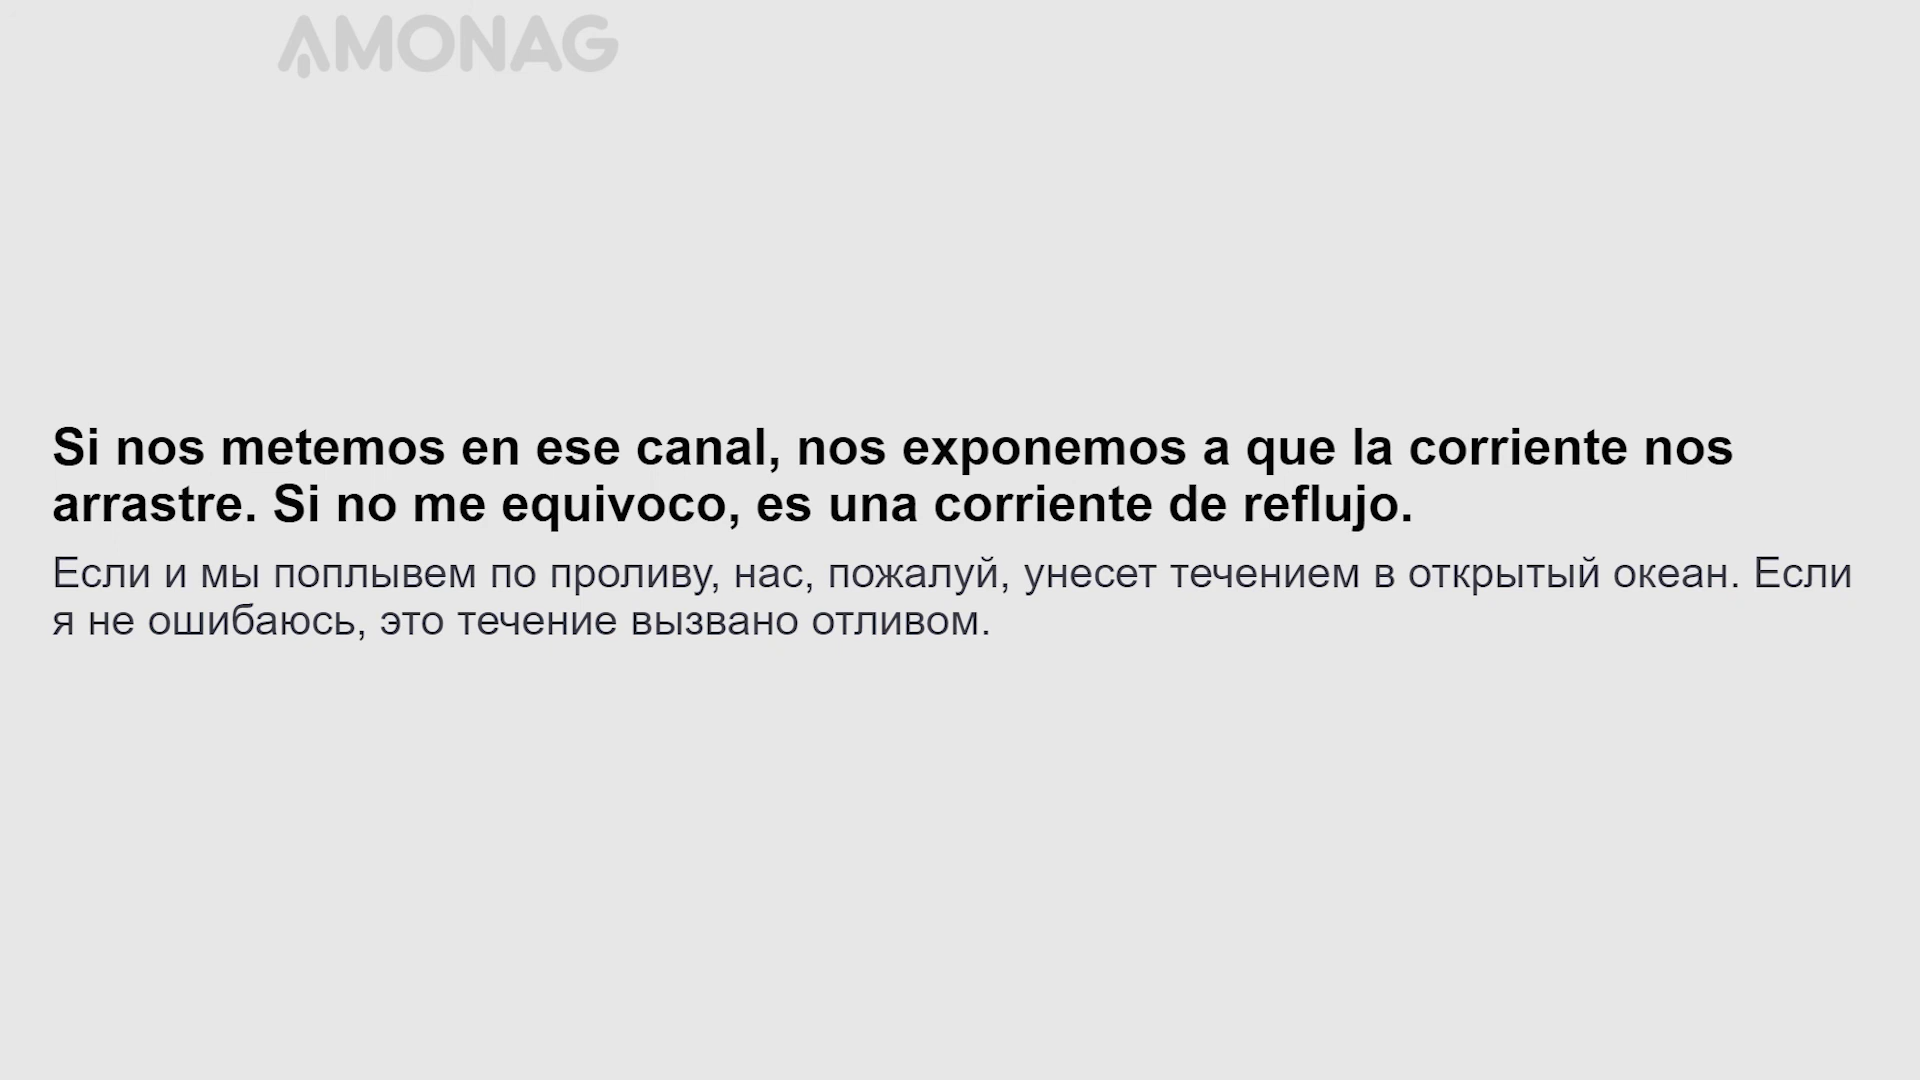 AMONAG
Si nos metemos en ese canal, nos exponemos a que la corriente nos
arrastre. Si no me equivoco, es una corriente de reflujo.
Если и мы поплывем по проливу, нас, пожалуй, унесет течением в открытый океан. Если
я не ошибаюсь, это течение вызвано отливом.